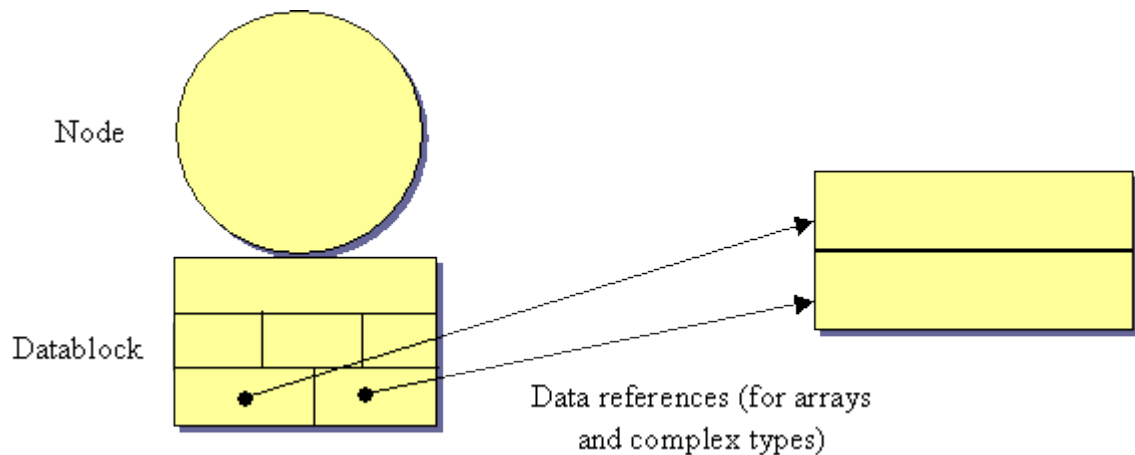 Node
Datablock
Data references (for arrays
and complex types)